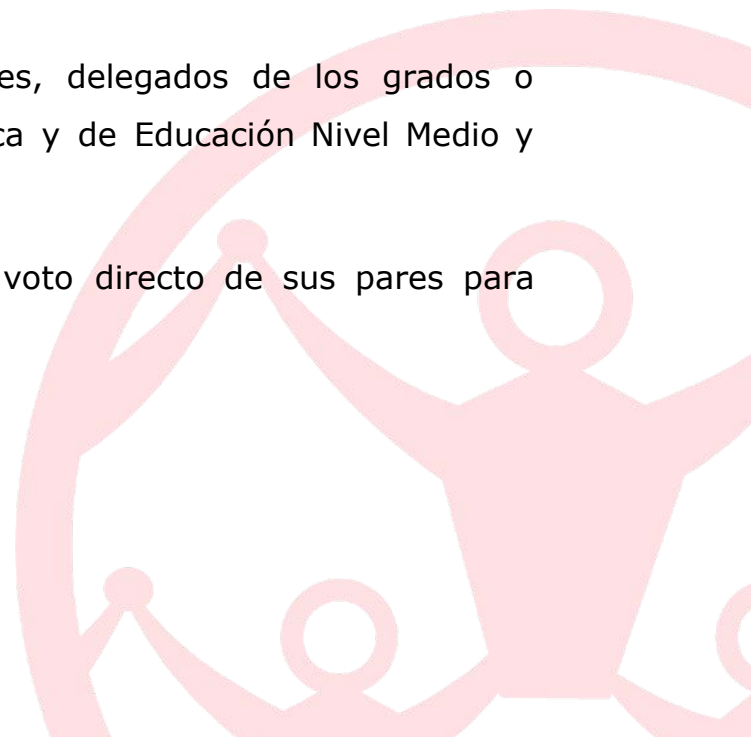 es, delegados de los grados o
ca y de Educación Nivel Medio y
voto directo de sus pares para